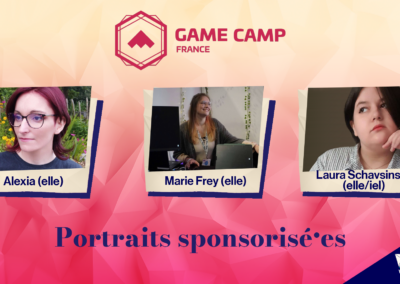 GAME CAMP
FRANCE
Alexia (elle)
Marie Frey (elle)
Laura Schavsins
(elle/iel)
Portraits sponsorisé·es